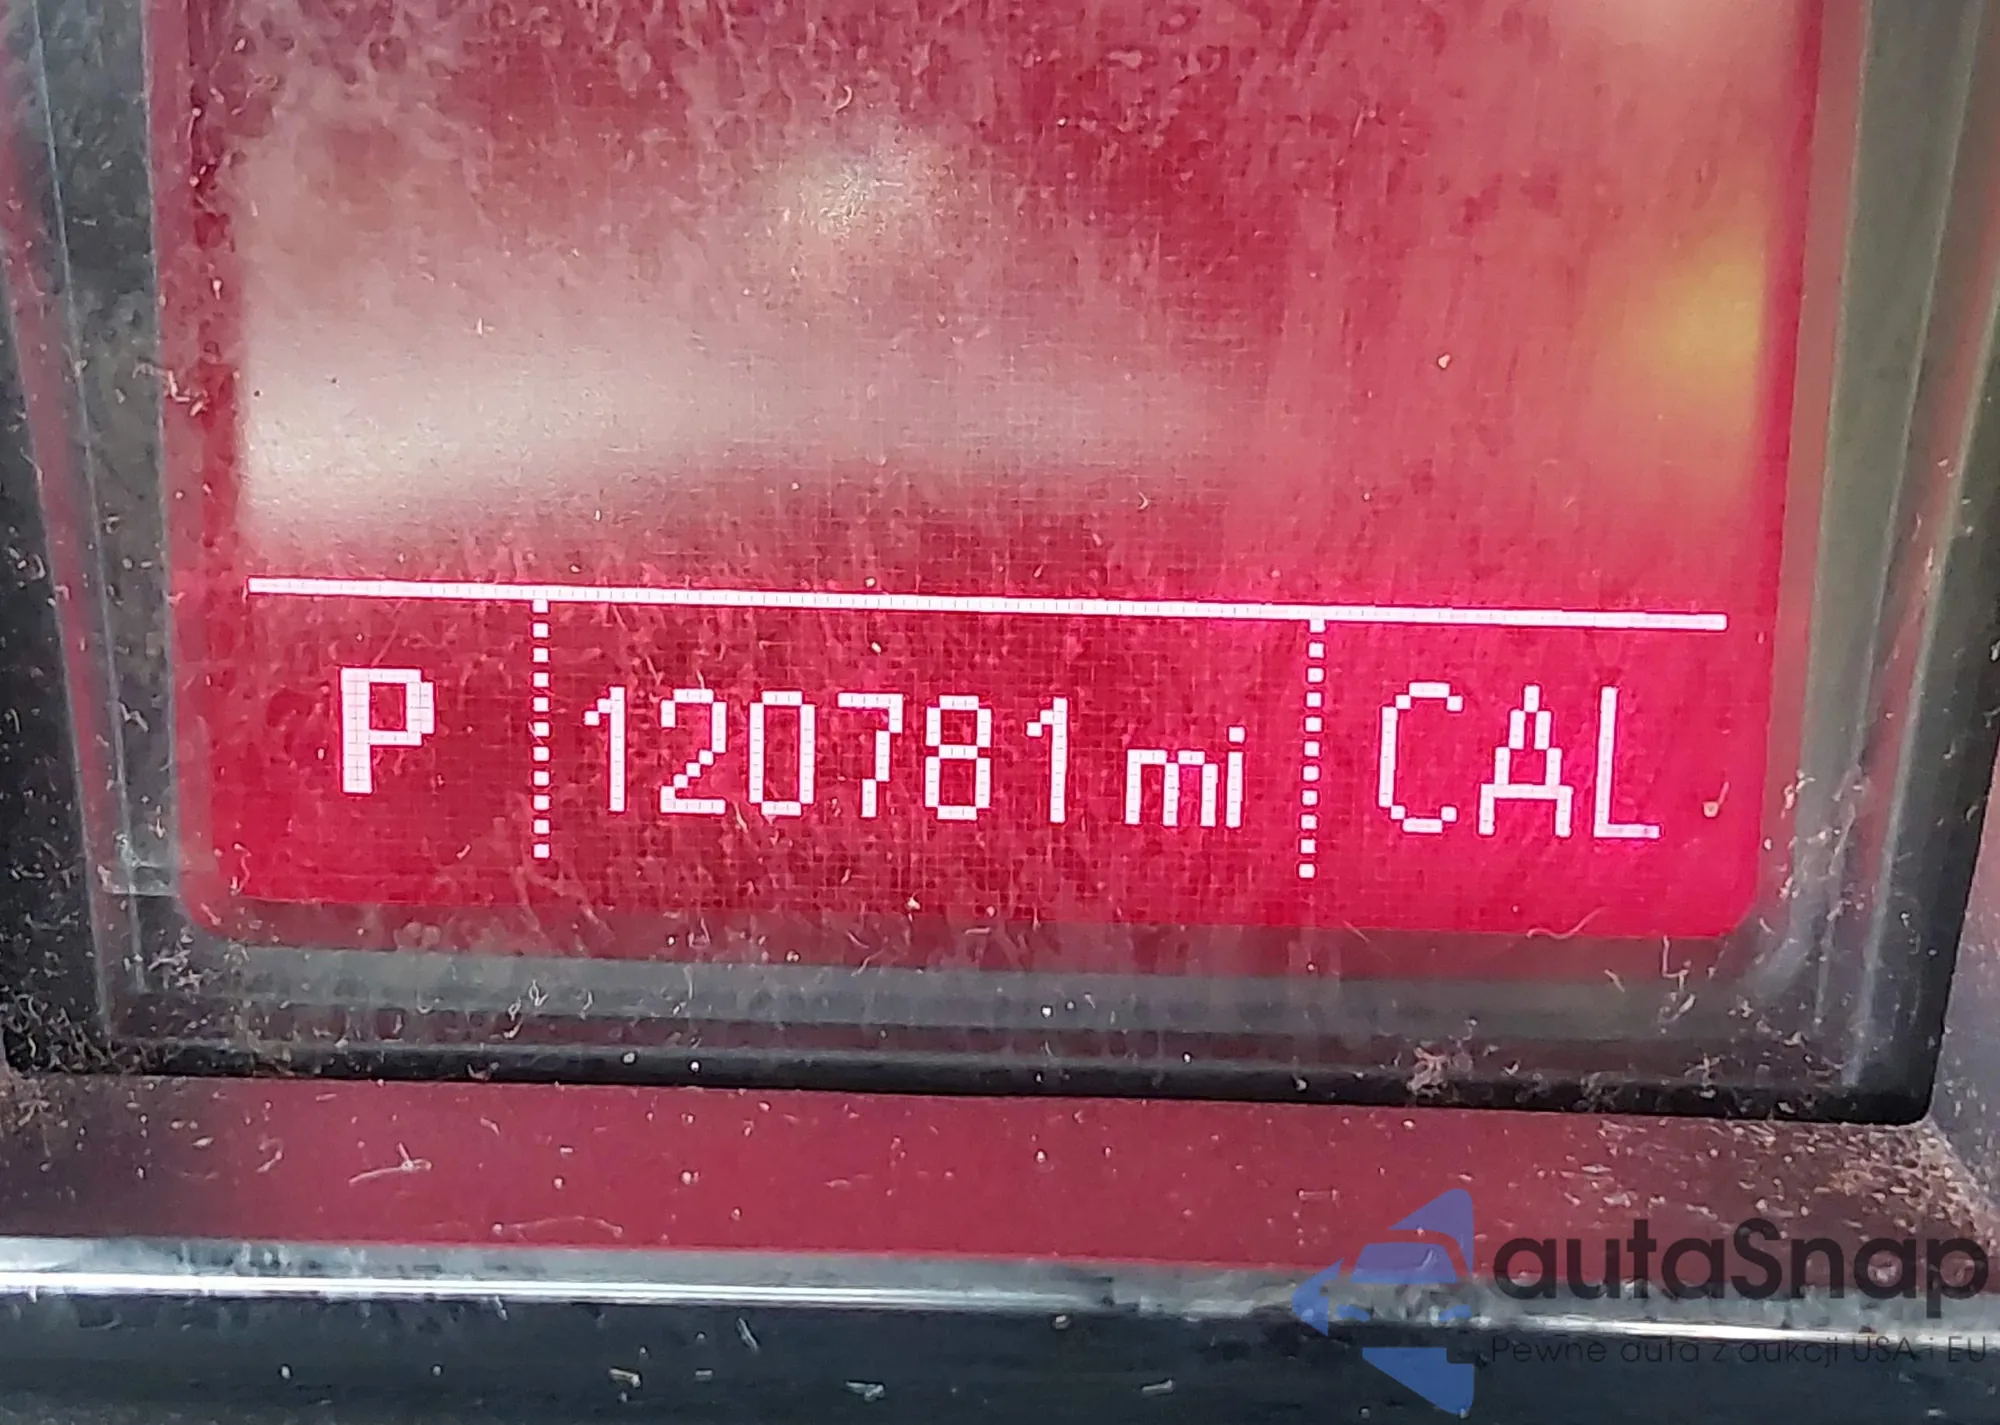 P 120781 mi CAL
autaSnap
Pewne auta z aukcji USA i EU